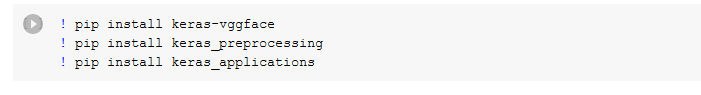 ! pip install keras-vggface
! pip install keras_preprocessing
! pip install keras_applications